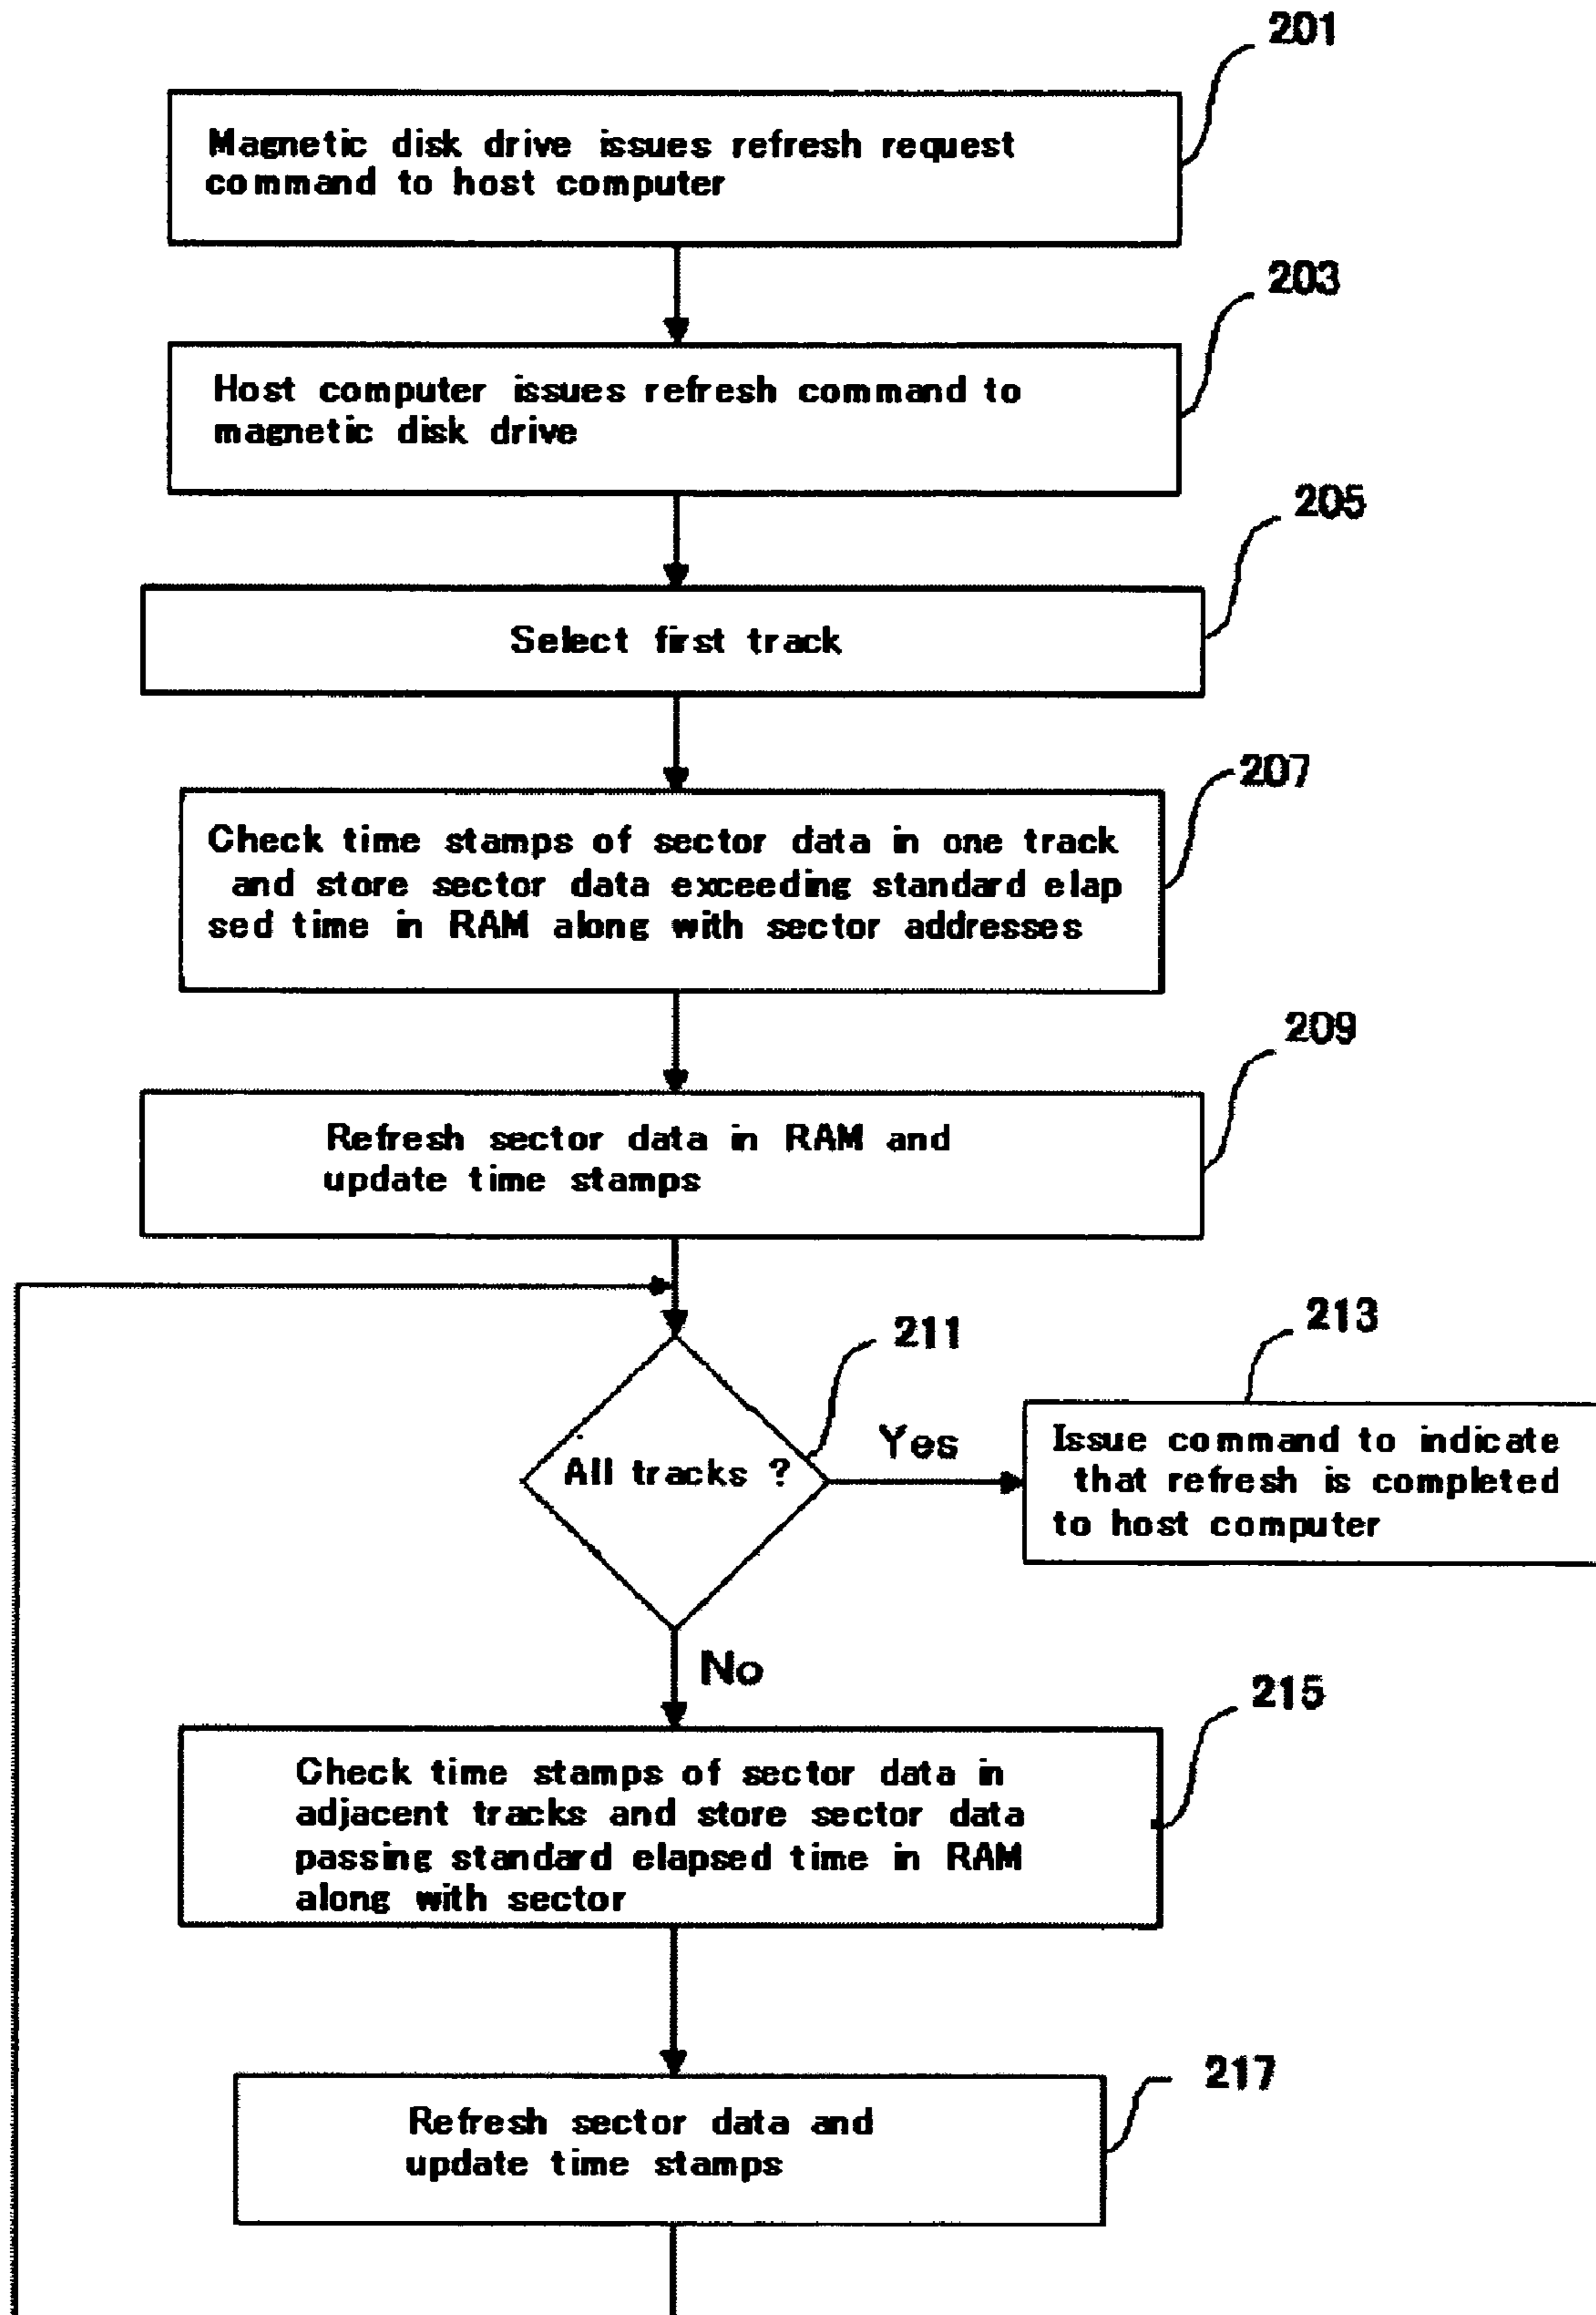 201
Magnetic disk drive issues refresh request
command to host computer
203
Host computer issues refresh command to
magnetic disk drive
205
Select first track
207
Check time stamps of sector data in one track
and store sector data exceeding standard elap
sed time in RAM along with sector addresses
209
Refresh sector data in RAM and
update time stamps
211
All tracks ?
Yes
213
Issue command to indicate
that refresh is completed
to host computer
No
215
Check time stamps of sector data in
adjacent tracks and store sector data
passing standard elapsed time in RAM
along with sector
217
Refresh sector data and
update time stamps